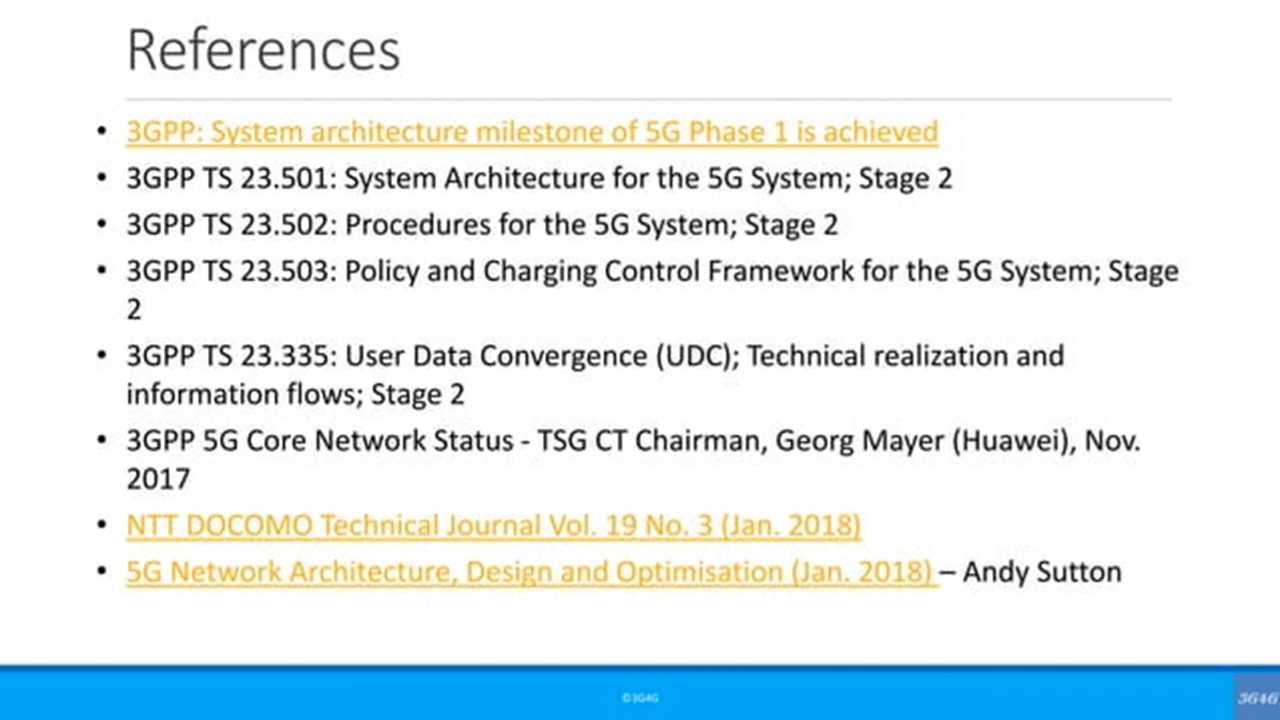 References
• 3GPP: System architecture milestone of 5G Phase 1 is achieved
• 3GPP TS 23.501: System Architecture for the 5G System; Stage 2
• 3GPP TS 23.502: Procedures for the 5G System; Stage 2
• 3GPP TS 23.503: Policy and Charging Control Framework for the 5G System; Stage
2
• 3GPP TS 23.335: User Data Convergence (UDC); Technical realization and
information flows; Stage 2
• 3GPP 5G Core Network Status - TSG CT Chairman, Georg Mayer (Huawei), Nov.
2017
• NTT DOCOMO Technical Journal Vol. 19 No. 3 (Jan. 2018)
• 5G Network Architecture, Design and Optimisation (Jan. 2018) – Andy Sutton
©3G4G
3G4G